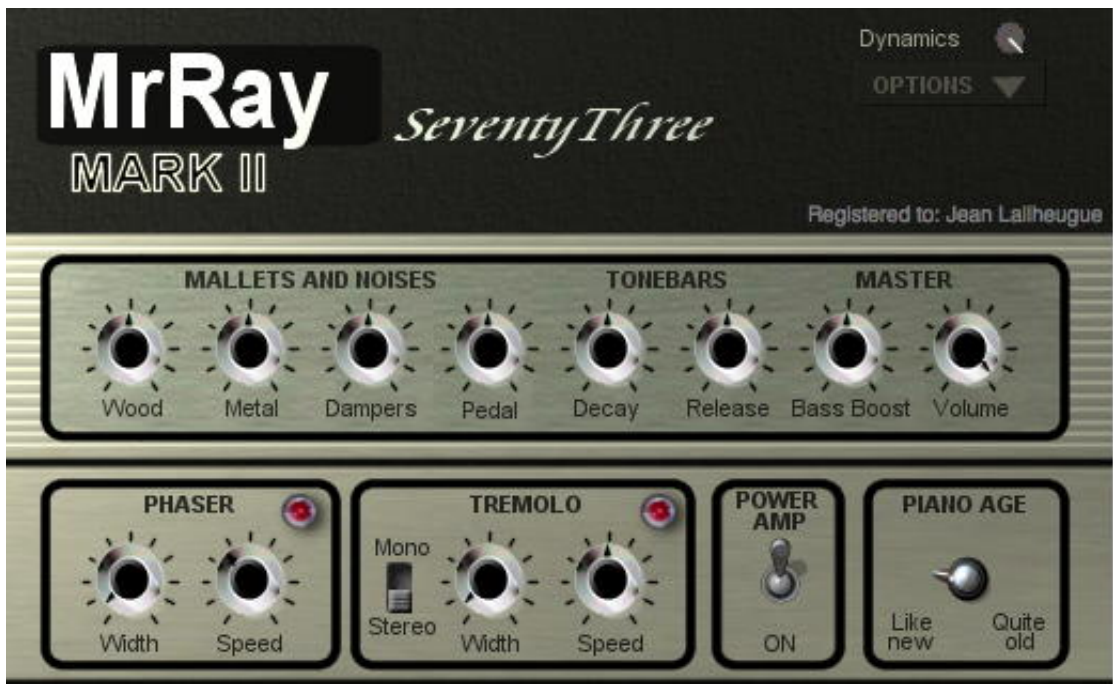 Dynamics
OPTIONS
MrRay
SeventyThree
MARK II
Registered to: Jean Laliheugue
MALLETS AND NOISES TONEBARS MASTER
Wood Metal Dampers Pedal Decay Release Bass Boost Volume
PHASER
Width Speed
TREMOLO
Mono
Stereo
Width Speed
POWER
AMP
ON
PIANO AGE
Like
new
Quite
old